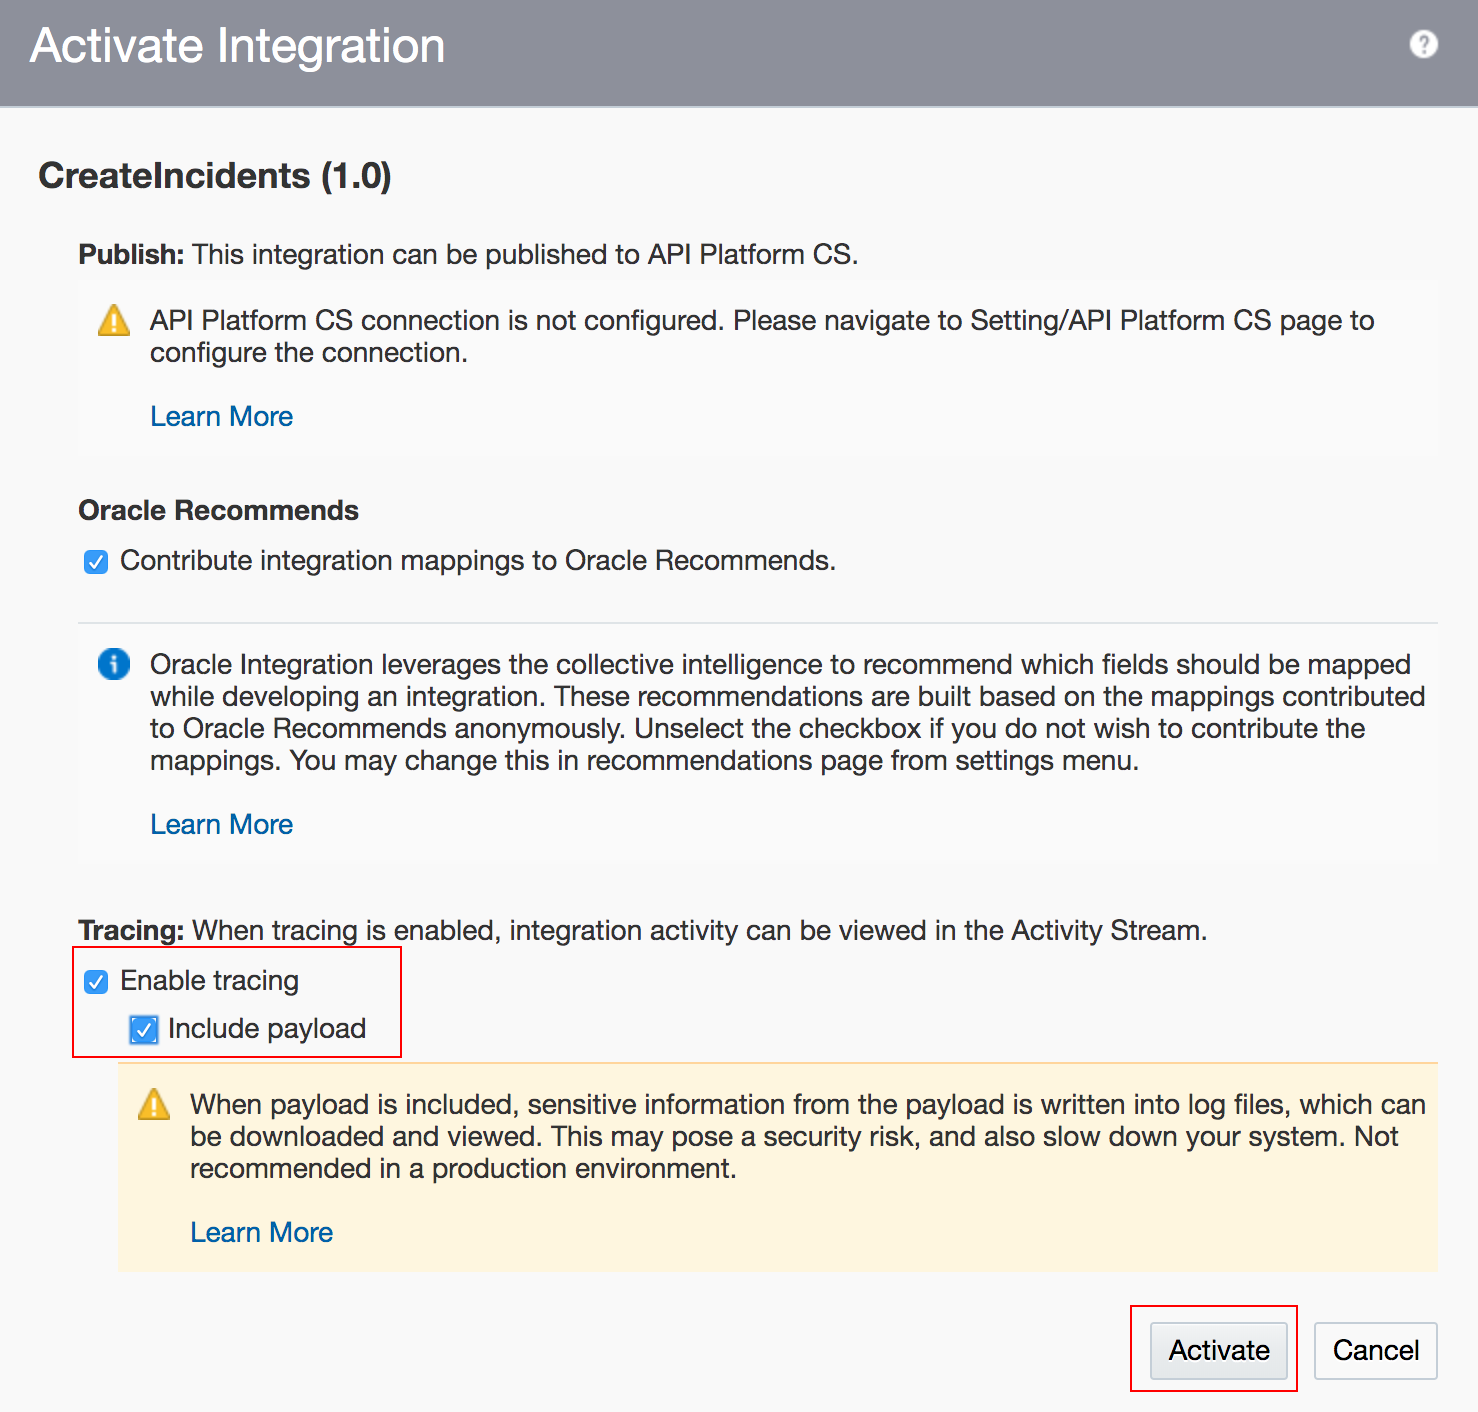 Activate Integration
?
CreateIncidents (1.0)
Publish: This integration can be published to API Platform CS.
API Platform CS connection is not configured. Please navigate to Setting/API Platform CS page to
configure the connection.
Learn More
Oracle Recommends
Contribute integration mappings to Oracle Recommends.
Oracle Integration leverages the collective intelligence to recommend which fields should be mapped
while developing an integration. These recommendations are built based on the mappings contributed
to Oracle Recommends anonymously. Unselect the checkbox if you do not wish to contribute the
mappings. You may change this in recommendations page from settings menu.
Learn More
Tracing: When tracing is enabled, integration activity can be viewed in the Activity Stream.
Enable tracing
Include payload
When payload is included, sensitive information from the payload is written into log files, which can
be downloaded and viewed. This may pose a security risk, and also slow down your system. Not
recommended in a production environment.
Learn More
Activate
Cancel